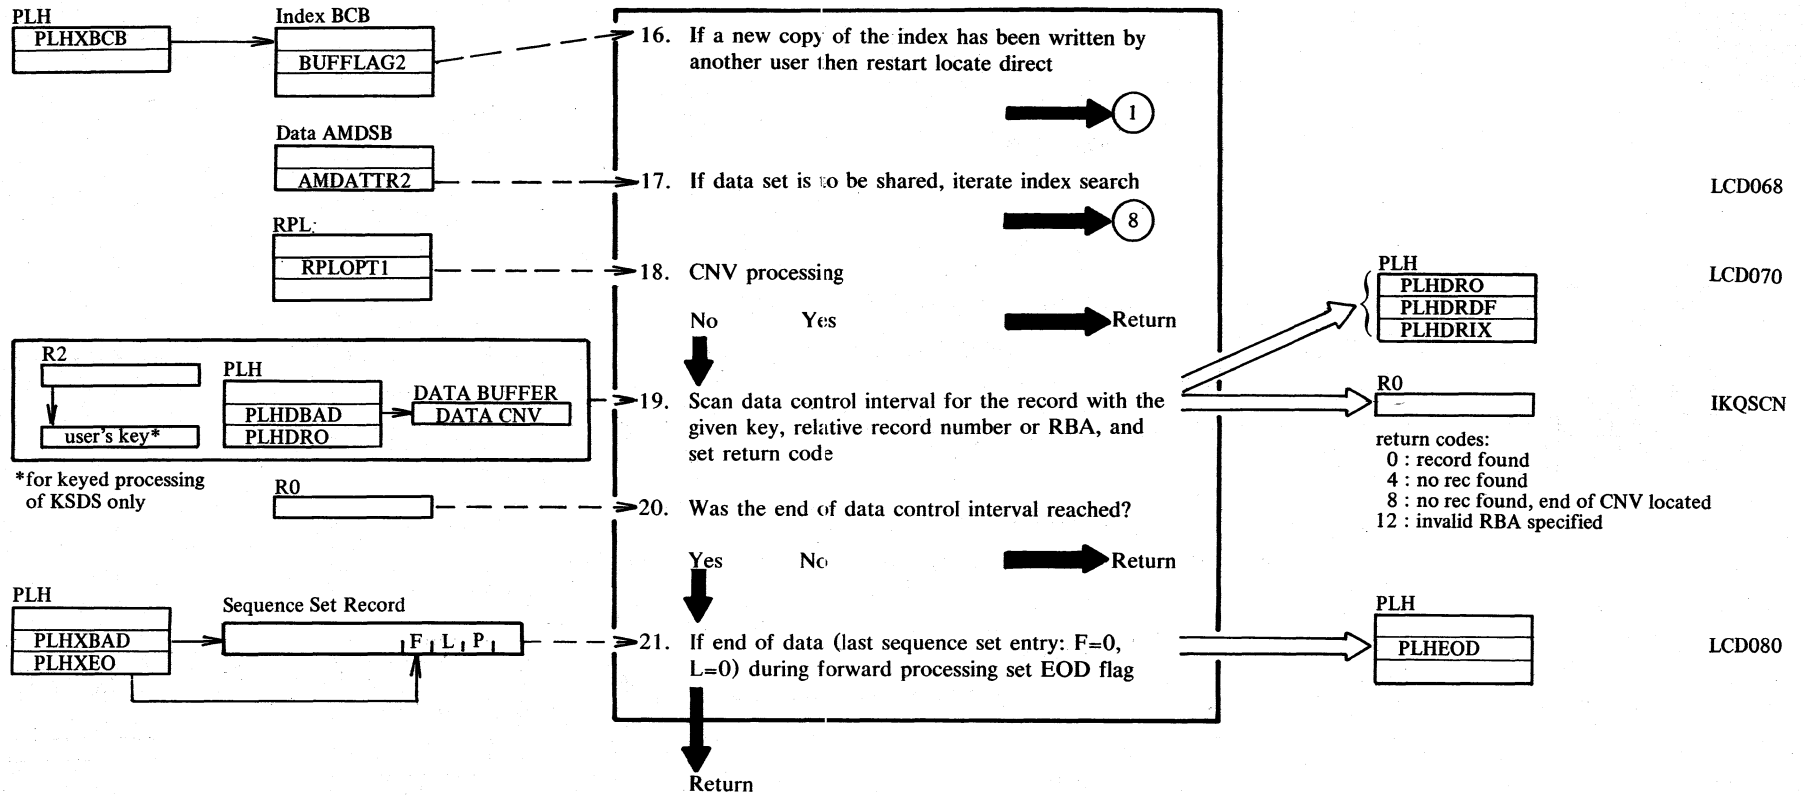 PLH
PLHXBCB
Index BCB
BUFFLAG2
16. If a new copy of the index has been written by
another user then restart locate direct
1
Data AMDSB
AMDATTR2
17. If data set is to be shared, iterate index search
LCD068
8
RPL
RPLOPT1
18. CNV processing
LCD070
No Yes Return
PLH
PLHDRO
PLHDRDF
PLHDRIX
R2
user's key*
PLH
PLHDBAD
PLHDRO
DATA BUFFER
DATA CNV
*for keyed processing
of KSDS only
19. Scan data control interval for the record with the
given key, relative record number or RBA, and
set return code
R0
IKQSCN
return codes:
0 : record found
4 : no rec found
8 : no rec found, end of CNV located
12 : invalid RBA specified
R0
20. Was the end of data control interval reached?
Yes No Return
PLH
PLHXBAD
PLHXEO
Sequence Set Record
F L P
21. If end of data (last sequence set entry: F=0,
L=0) during forward processing set EOD flag
PLH
PLHEOD
LCD080
Return